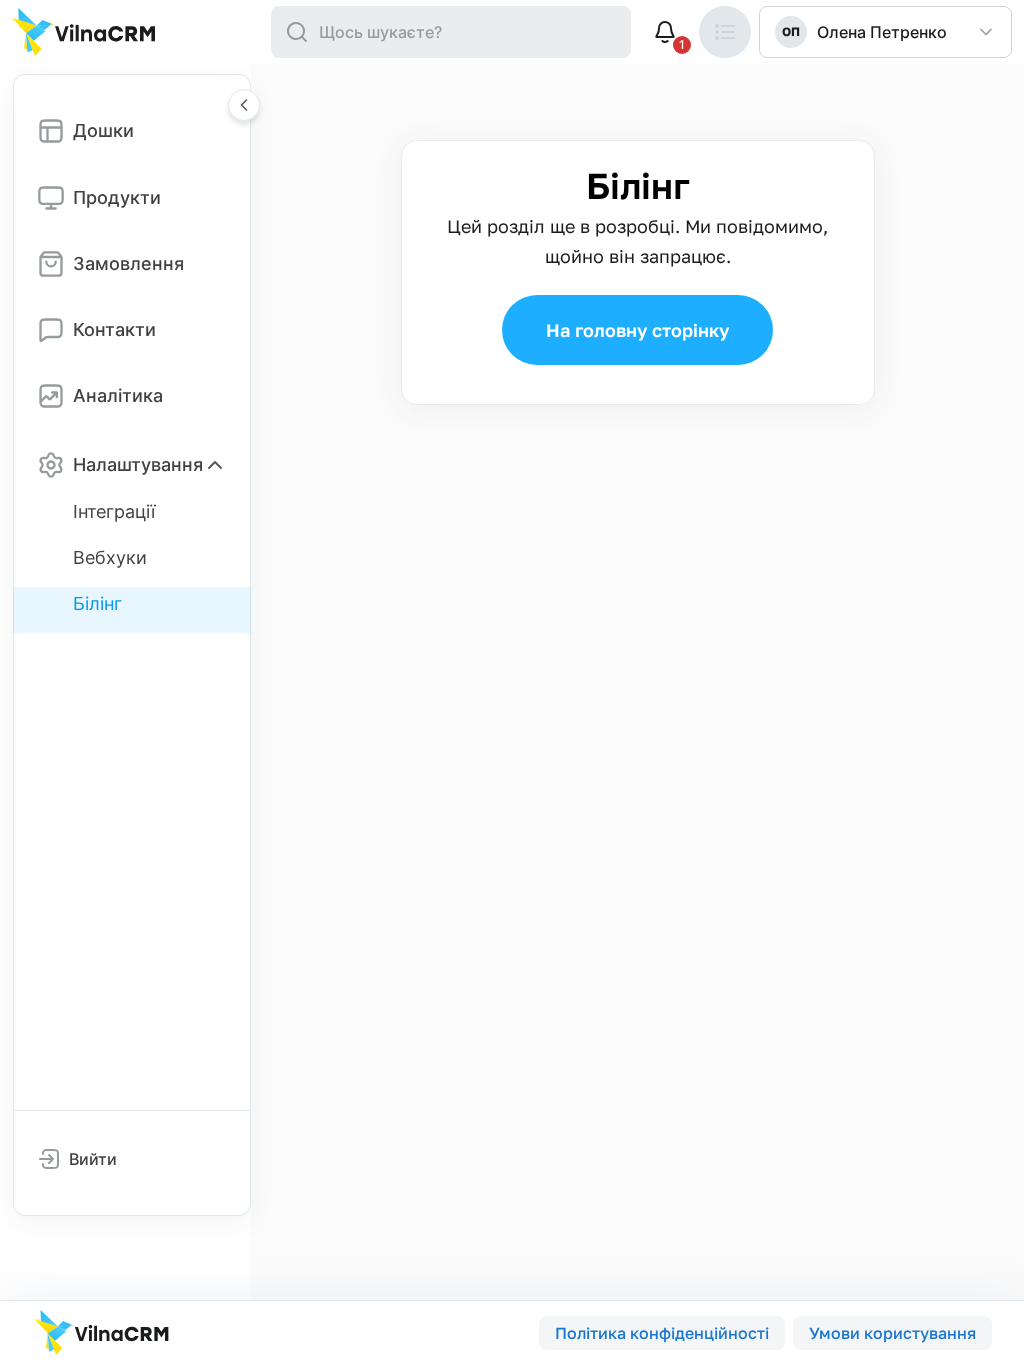 VilnaCRM
Щось шукаєте?
1
ОП
Олена Петренко
Дошки
Продукти
Замовлення
Контакти
Аналітика
Налаштування
Інтеграції
Вебхуки
Білінг
Вийти
Білінг
Цей розділ ще в розробці. Ми повідомимо,
щойно він запрацює.
На головну сторінку
VilnaCRM
Політика конфіденційності
Умови користування